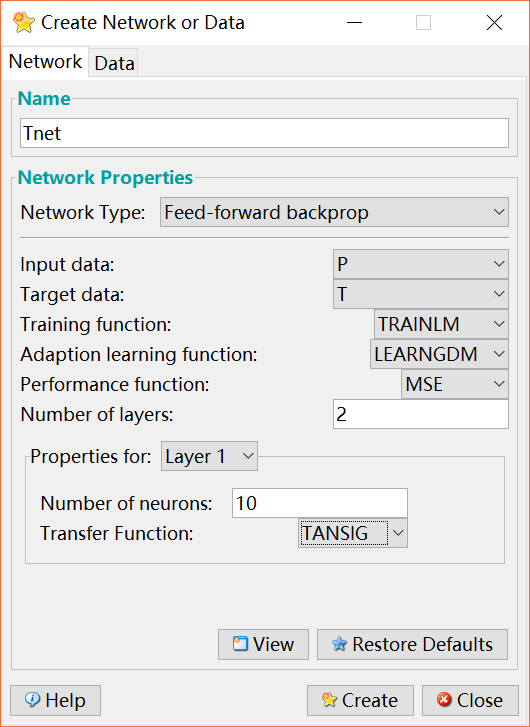 Create Network or Data
Network Data
Name
Tnet
Network Properties
Network Type: Feed-forward backprop
Input data: P
Target data: T
Training function: TRAINLM
Adaption learning function: LEARNGDM
Performance function: MSE
Number of layers: 2
Properties for: Layer 1
Number of neurons: 10
Transfer Function: TANSIG
View Restore Defaults
Help Create Close